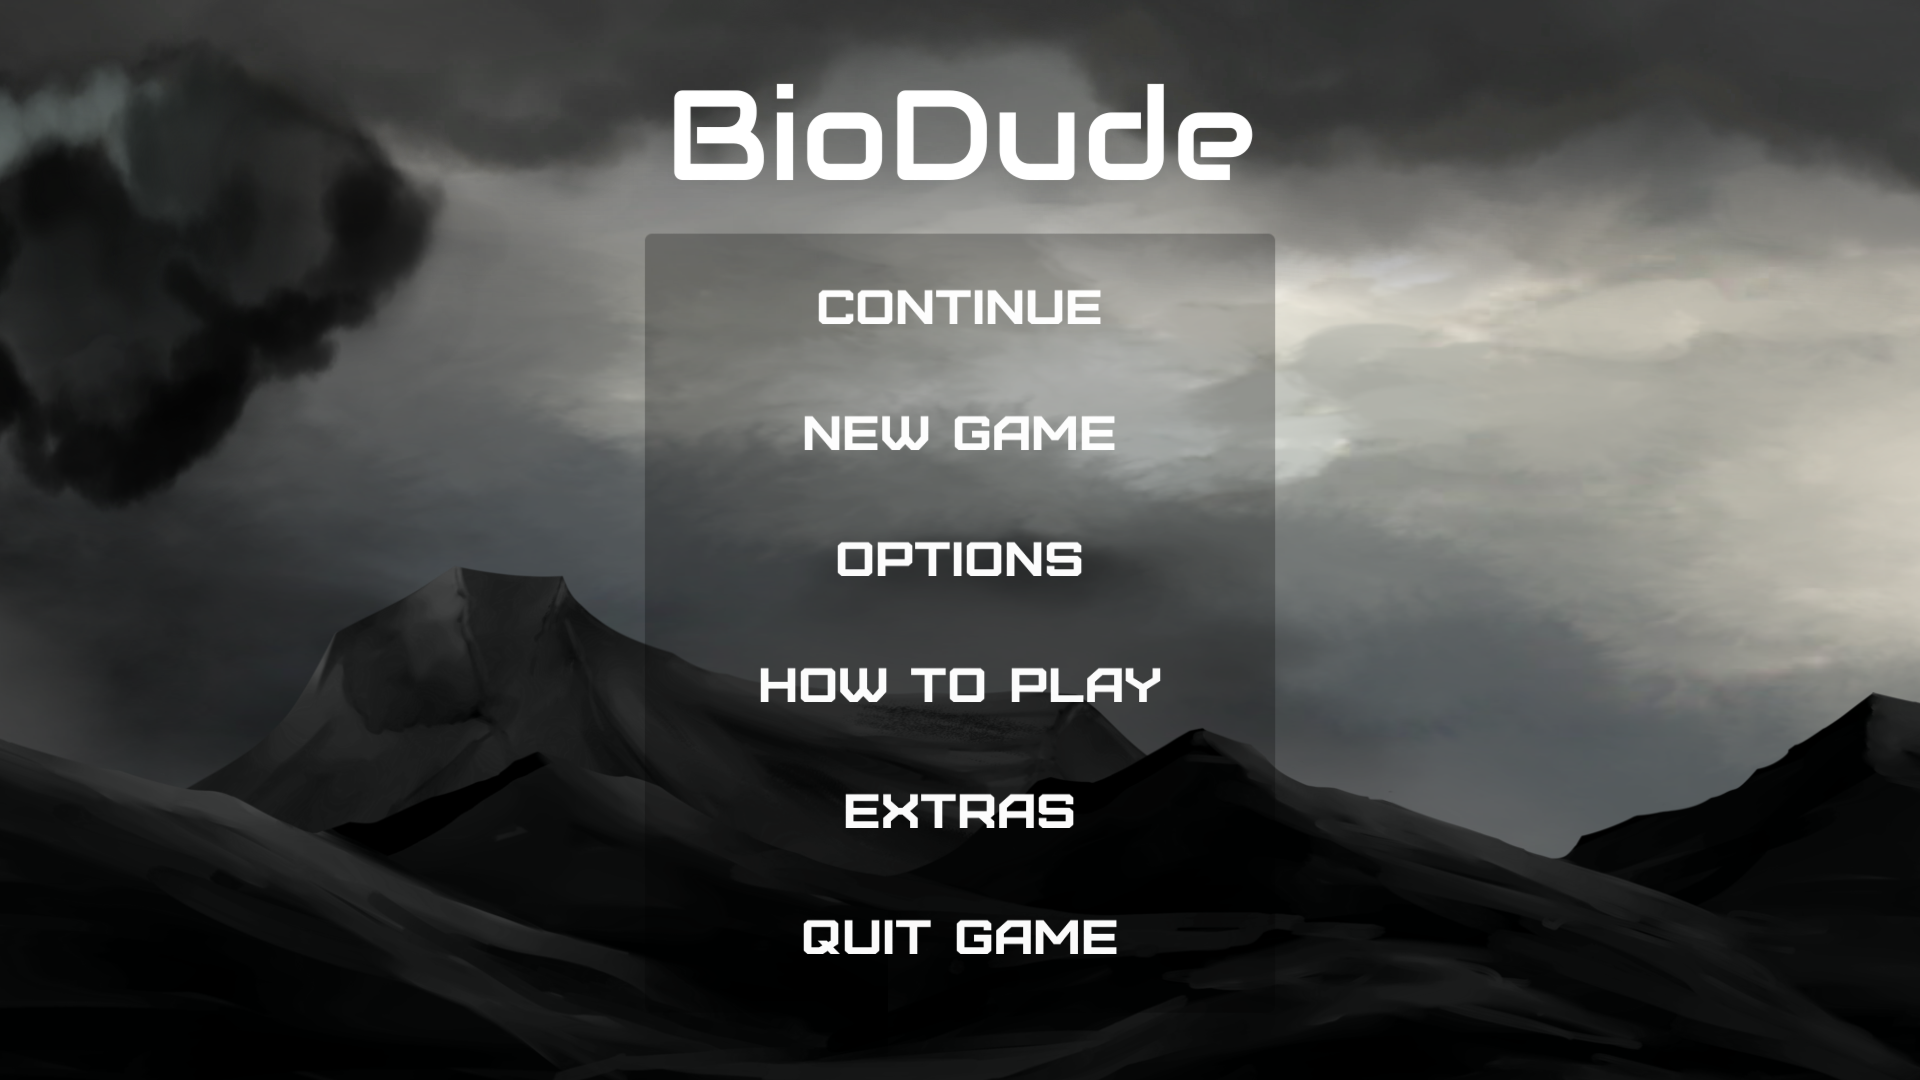 BioDude
CONTINUE
NEW GAME
OPTIONS
HOW TO PLAY
EXTRAS
QUIT GAME